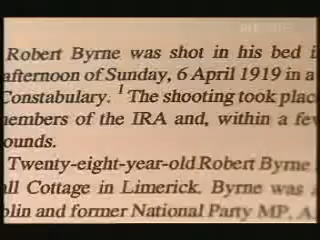 Robert Byrne was shot in his bed i
afternoon of Sunday, 6 April 1919 in a
Constabulary. 1 The shooting took plac
nembers of the IRA and, within a few
ounds.
Twenty-eight-year-old Robert Byrne
ll Cottage in Limerick. Byrne was a
blin and former National Party MP, A